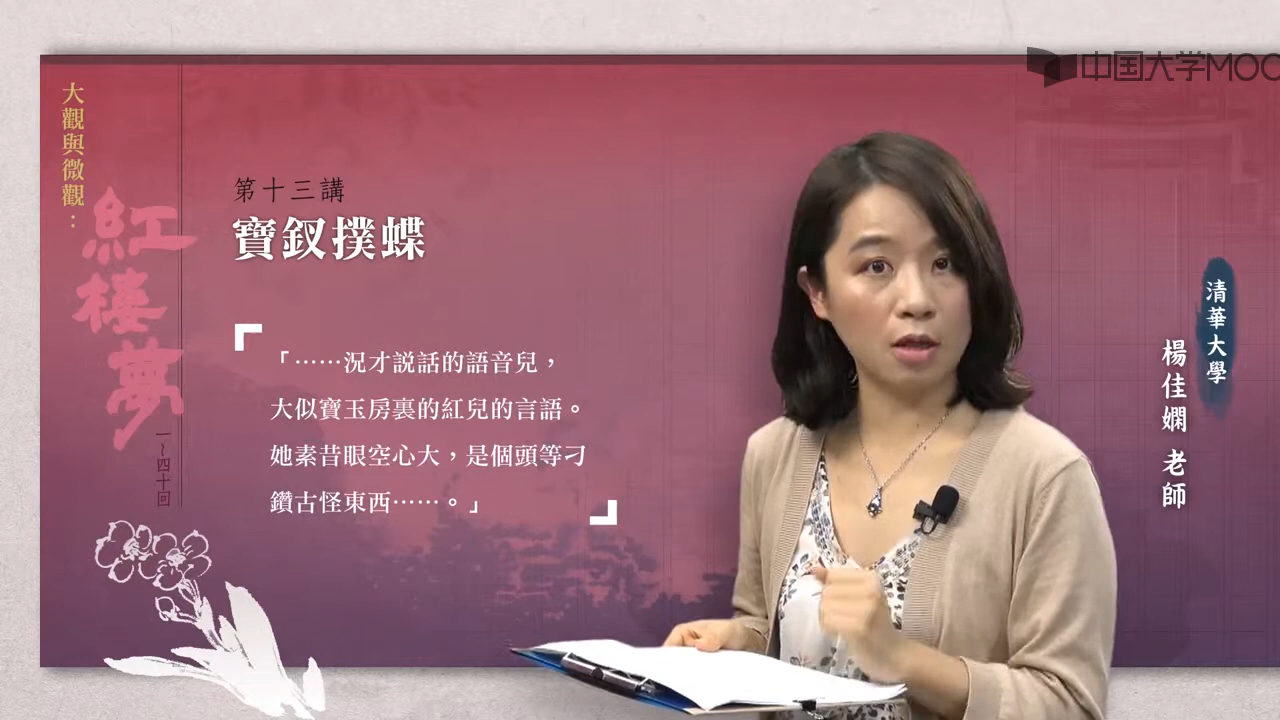 中国大学MOO
大觀與微觀：
紅樓夢
一～四十回
第十三講
寶釵撲蝶
「……況才説話的語音兒，
大似寶玉房裏的紅兒的言語。
她素昔眼空心大，是個頭等刁
鑽古怪東西……。」
清華大學
楊佳嫻 老師